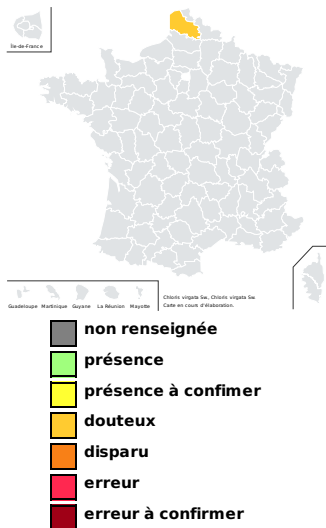 Île-de-France
Guadeloupe Martinique Guyane La Réunion Mayotte
Chloris virgata Sw., Chloris virgata Sw.
Carte en cours d'élaboration.
non renseignée
présence
présence à confimer
douteux
disparu
erreur
erreur à confirmer